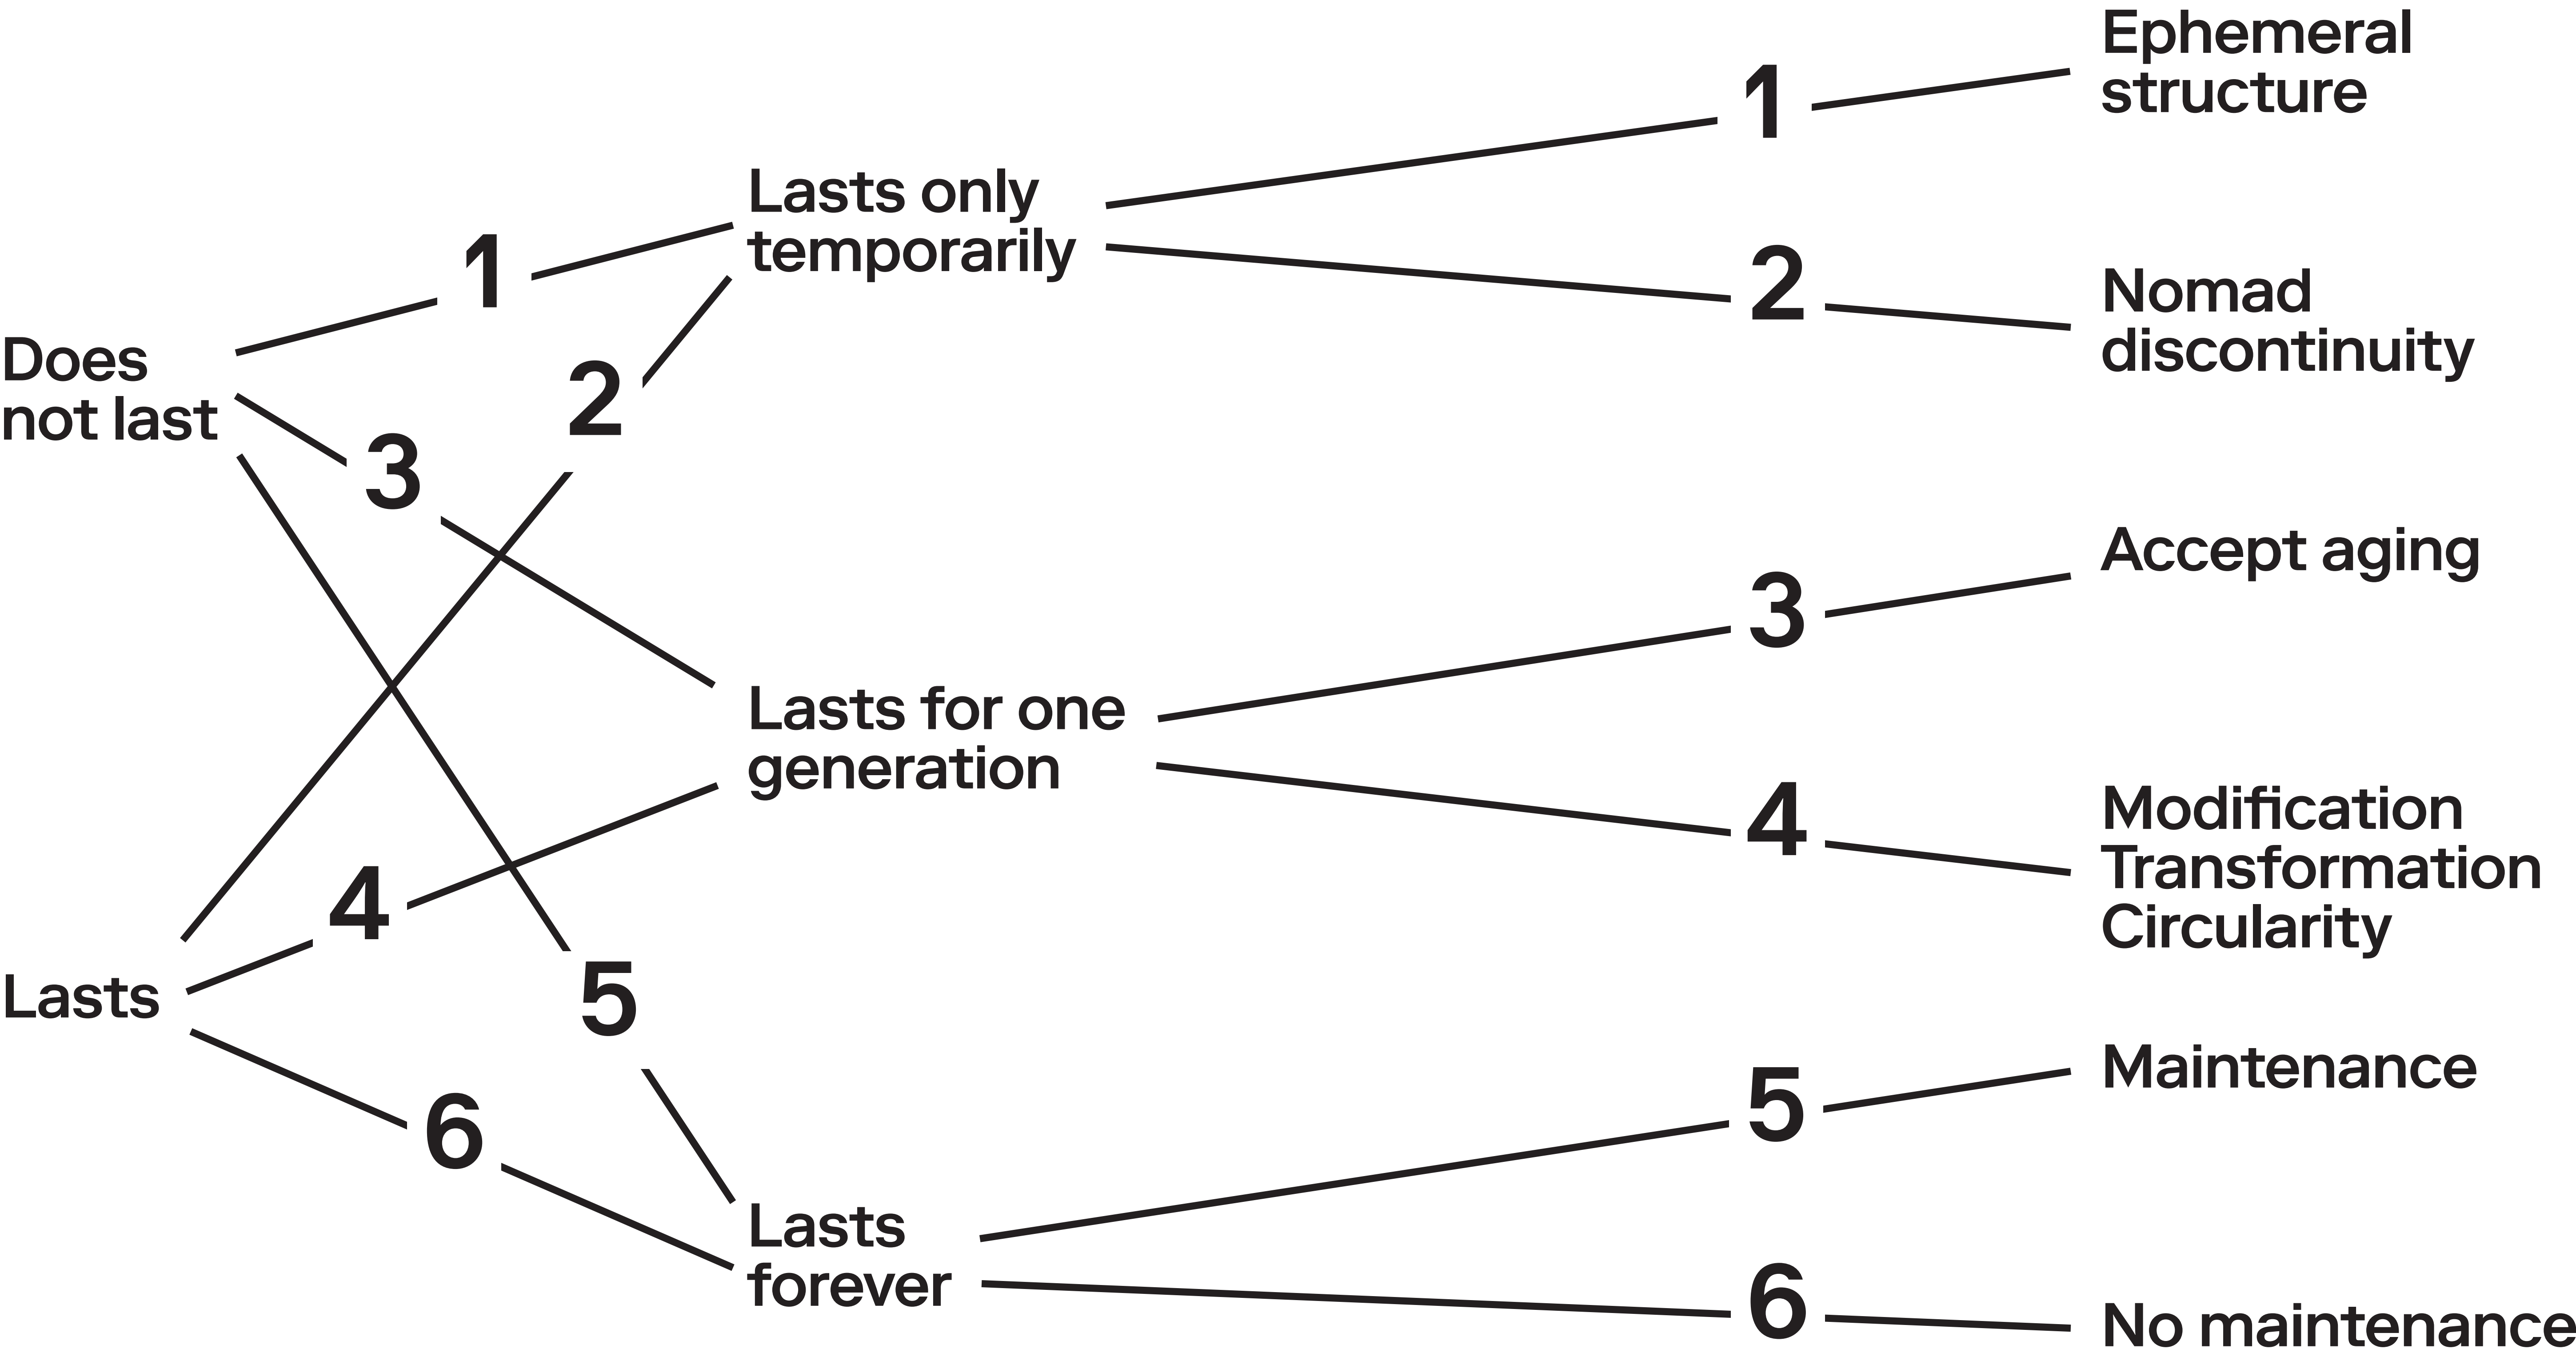 Does
not last
Lasts
1
2
3
4
5
6
Lasts only
temporarily
Lasts for one
generation
Lasts
forever
1
2
3
4
5
6
Ephemeral
structure
Nomad
discontinuity
Accept aging
Modification
Transformation
Circularity
Maintenance
No maintenance